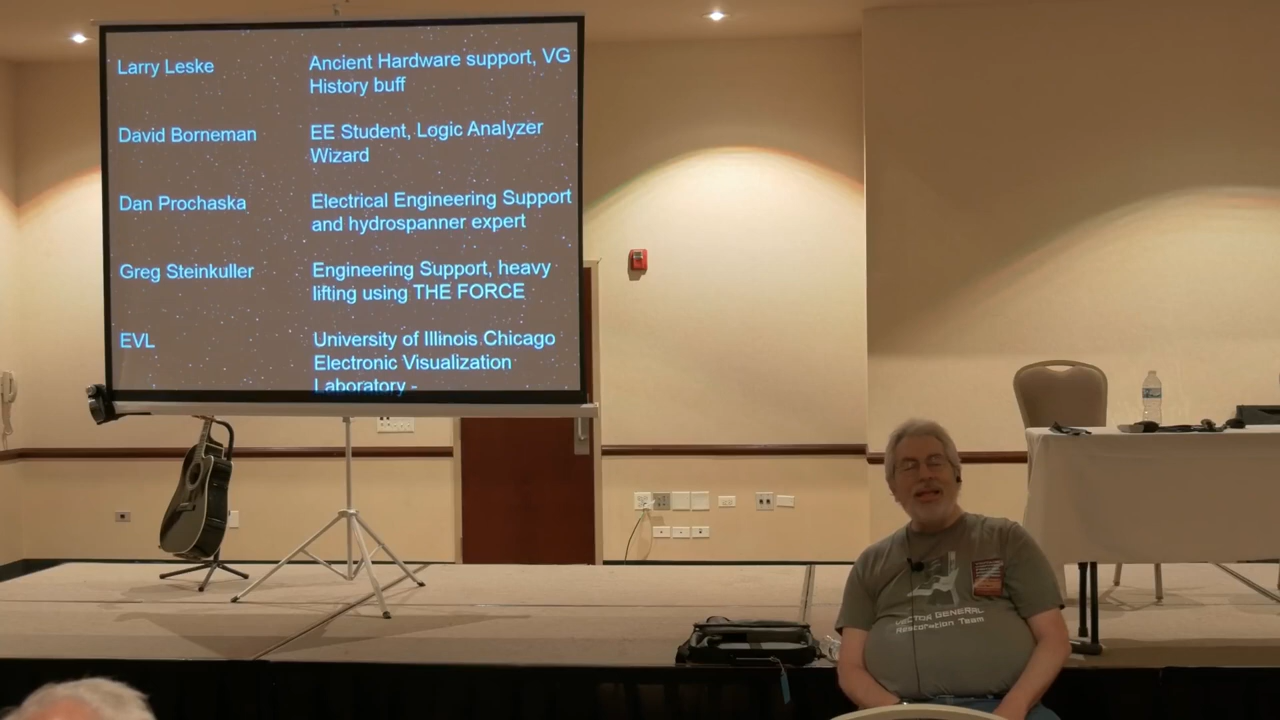 Larry Leske
Ancient Hardware support, VG
History buff
David Borneman
EE Student, Logic Analyzer
Wizard
Dan Prochaska
Electrical Engineering Support
and hydrospanner expert
Greg Steinkuller
Engineering Support, heavy
lifting using THE FORCE
EVL
University of Illinois Chicago
Electronic Visualization
Laboratory -
VECTOR GENERAL
Restoration Team